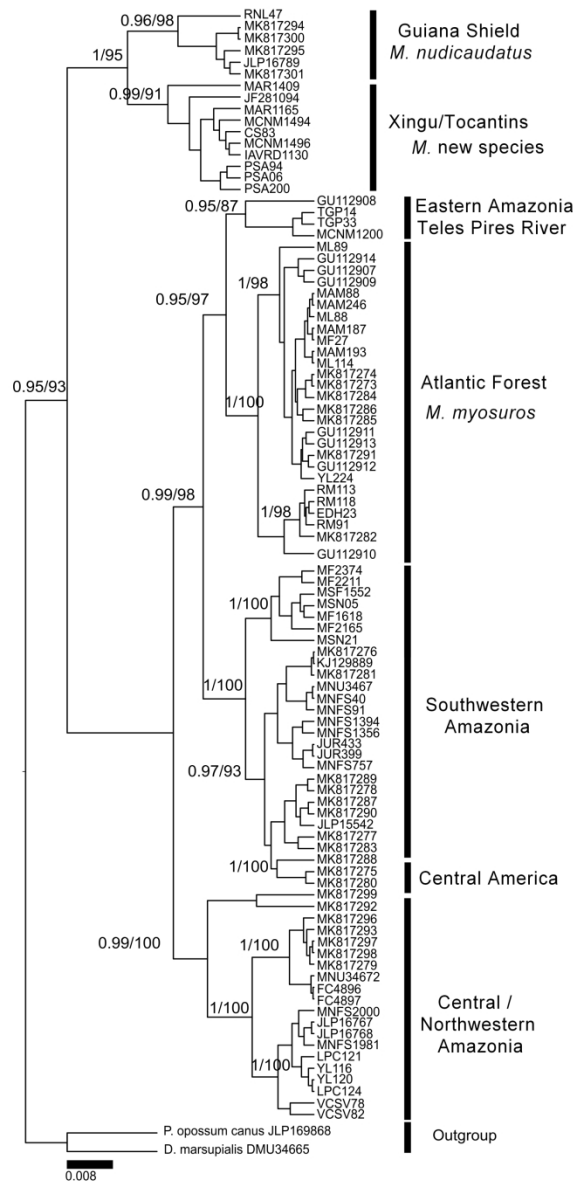 RNL47
MK817294
MK817300
MK817295
JLP16789
MK817301
0.96/98
1/95
Guiana Shield
M. nudicaudatus
MAR1409
JF281094
MAR1165
MCNM1494
CS83
MCNM1496
IAVRD1130
PSA94
PSA06
PSA200
0.99/91
Xingu/Tocantins
M. new species
GU112908
TGP14
TGP33
MCNM1200
0.95/87
Eastern Amazonia
Teles Pires River
ML89
GU112914
GU112907
GU112909
MAM88
MAM246
ML88
MAM187
MF27
MAM193
ML114
MK817274
MK817273
MK817284
MK817286
MK817285
GU112911
GU112913
MK817291
GU112912
YL224
RM113
RM118
EDH23
RM91
MK817282
GU112910
1/98
0.95/97
0.95/93
1/100
0.99/98
1/98
Atlantic Forest
M. myosuros
MF2374
MF2211
MSF1552
MSN05
MF1618
MF2165
MSN21
MK817276
KJ129889
MK817281
MNU3467
MNFS40
MNFS91
MNFS1394
MNFS1356
JUR433
JUR399
MNFS757
MK817289
MK817278
MK817287
MK817290
JLP15542
MK817277
MK817283
1/100
1/100
0.97/93
Southwestern
Amazonia
MK817288
MK817275
MK817280
1/100
Central America
MK817299
MK817292
MK817296
MK817293
MK817297
MK817298
MK817279
MNU34672
FC4896
FC4897
MNFS2000
JLP16767
JLP16768
MNFS1981
LPC121
YL116
YL120
LPC124
VCSV78
VCSV82
0.99/100
1/100
1/100
1/100
Central /
Northwestern
Amazonia
P. opossum canus JLP169868
D. marsupialis DMU34665
Outgroup
0.008